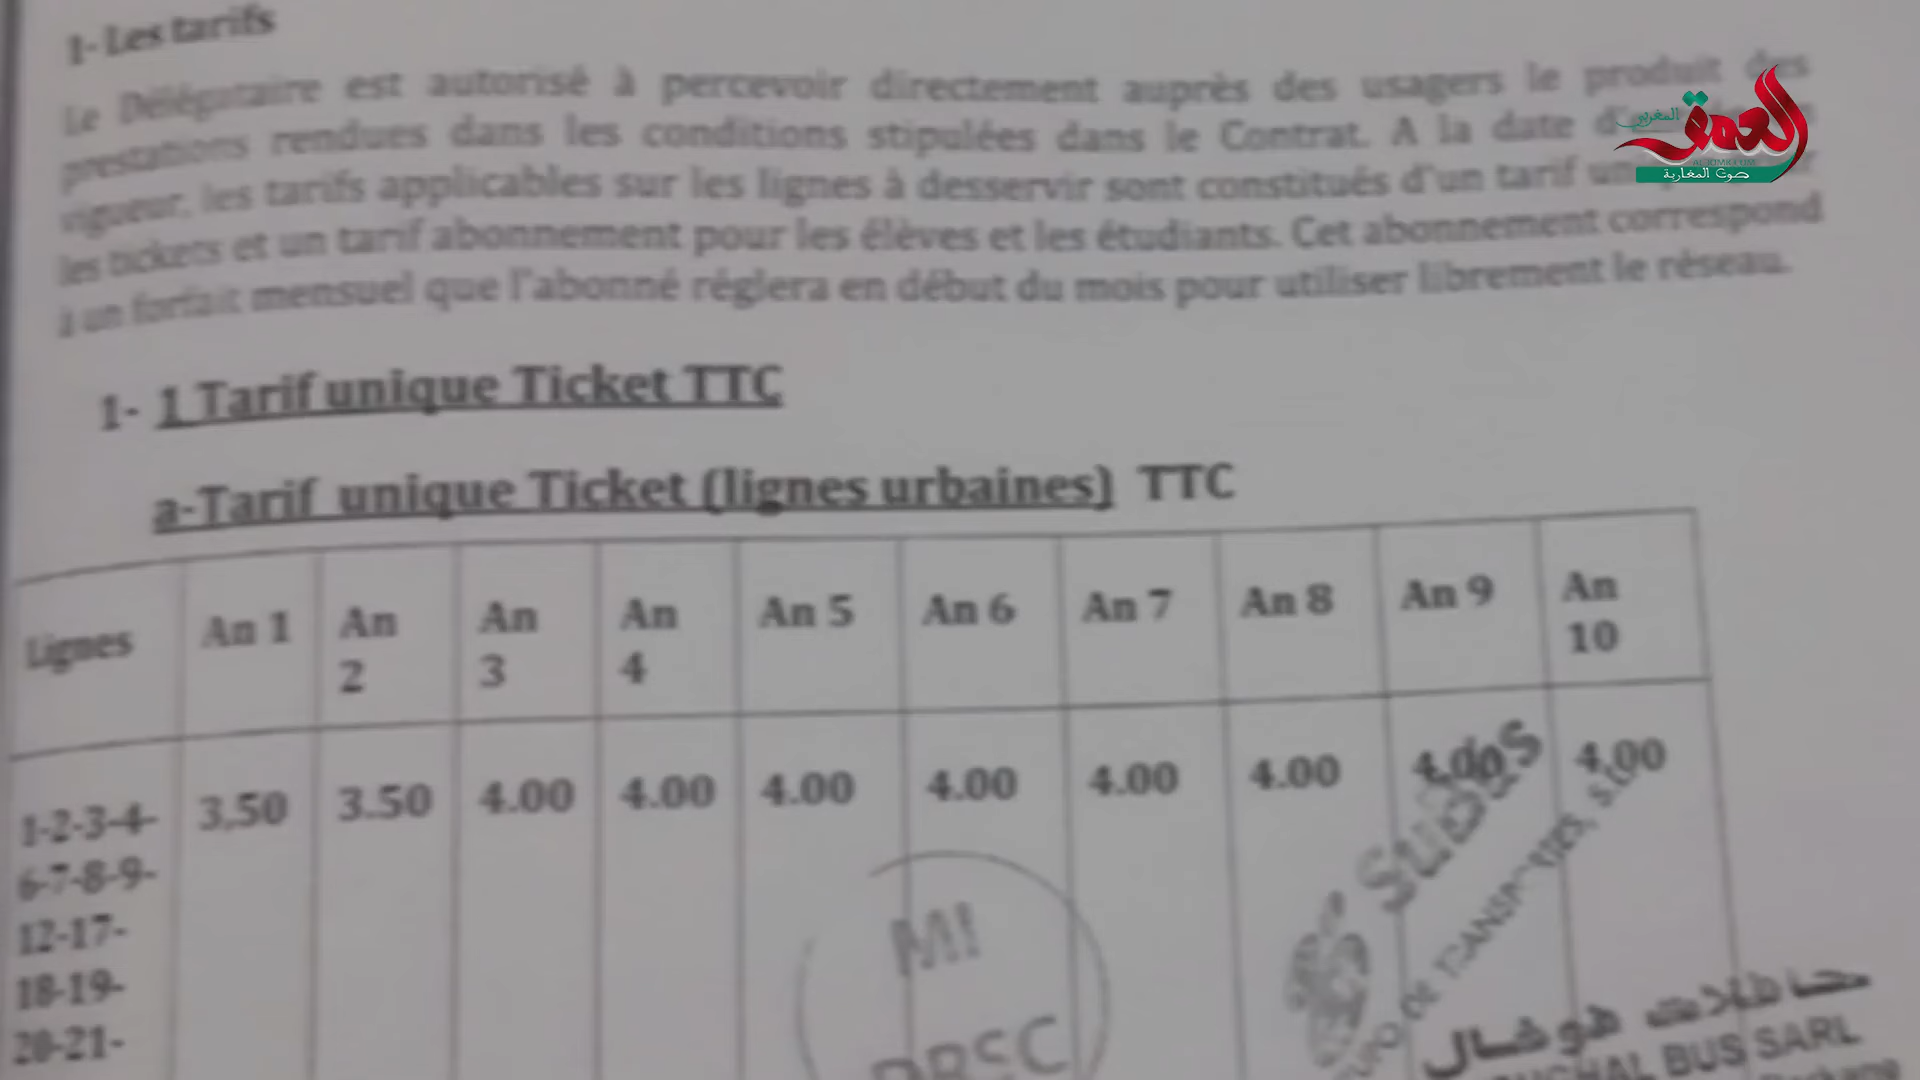 1- Les tarifs
Le Délégataire est autorisé à percevoir directement auprès des usagers le produit des
prestations rendues dans les conditions stipulées dans le Contrat. A la date
vigueur, les tarifs applicables sur les lignes à desservir sont constitués d'un tarif
les tickets et un tarif abonnement pour les élèves et les étudiants. Cet abonnement correspond
à un forfait mensuel que l'abonné réglera en début du mois pour utiliser librement le réseau.
العمق
المغربي
صوت المغاربة
1- 1 Tarif unique Ticket TTC
a-Tarif unique Ticket (lignes urbaines) TTC
Lignes An 1 An 2 An 3 An 4 An 5 An 6 An 7 An 8 An 9 An 10
1-2-3-4- 3,50 3.50 4.00 4.00 4.00 4.00 4.00 4.00 4.00 4.00
6-7-8-9-
12-17-
18-19-
20-21-
MI
DE
حافلات هوشال
BUS SARL